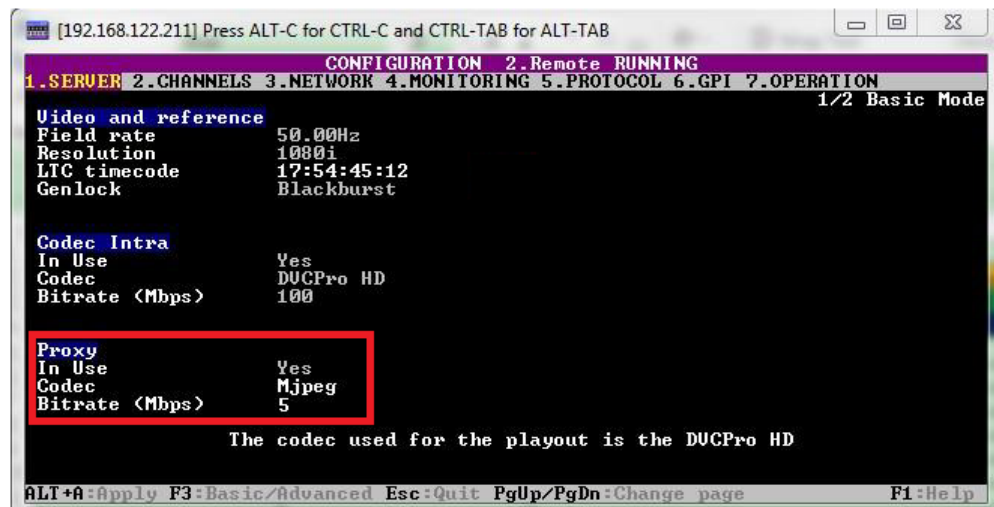 [192.168.122.211] Press ALT-C for CTRL-C and CTRL-TAB for ALT-TAB
CONFIGURATION 2.Remote RUNNING
1.SERVER 2.CHANNELS 3.NETWORK 4.MONITORING 5.PROTOCOL 6.GPI 7.OPERATION
1/2 Basic Mode
Video and reference
Field rate 50.00Hz
Resolution 1080i
LTC timecode 17:54:45:12
Genlock Blackburst
Codec Intra
In Use Yes
Codec DVCPro HD
Bitrate (Mbps) 100
Proxy
In Use Yes
Codec Mjpeg
Bitrate (Mbps) 5
The codec used for the playout is the DVCPro HD
ALT+A:Apply F3:Basic/Advanced Esc:Quit PgUp/PgDn:Change page F1:Help